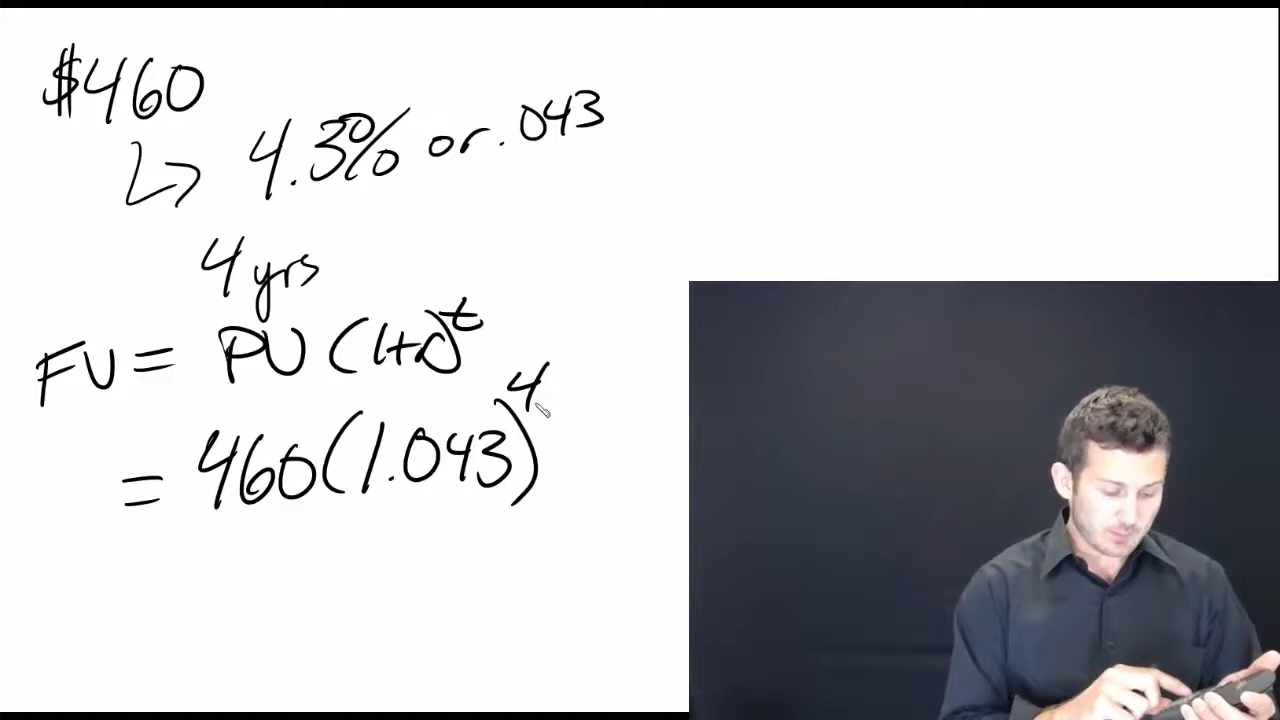 $460
↳ 4.3% or .043
4 yrs
FV = PV (1+r)^t
= 460(1.043)^4